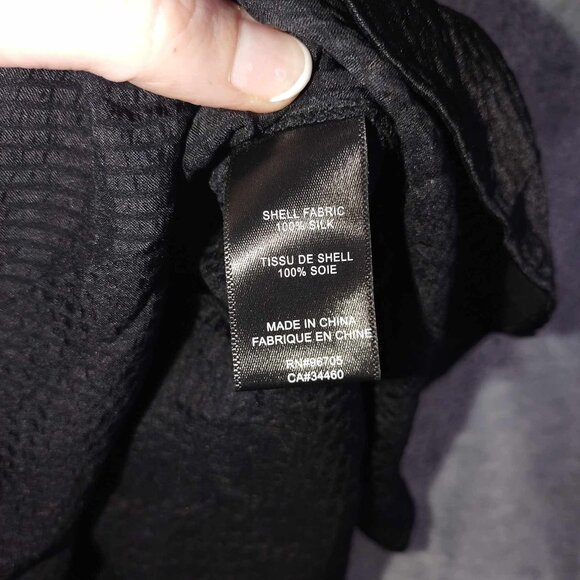 SHELL FABRIC
100% SILK
TISSU DE SHELL
100% SOIE
MADE IN CHINA
FABRIQUE EN CHINE
RN#96705
CA#34460